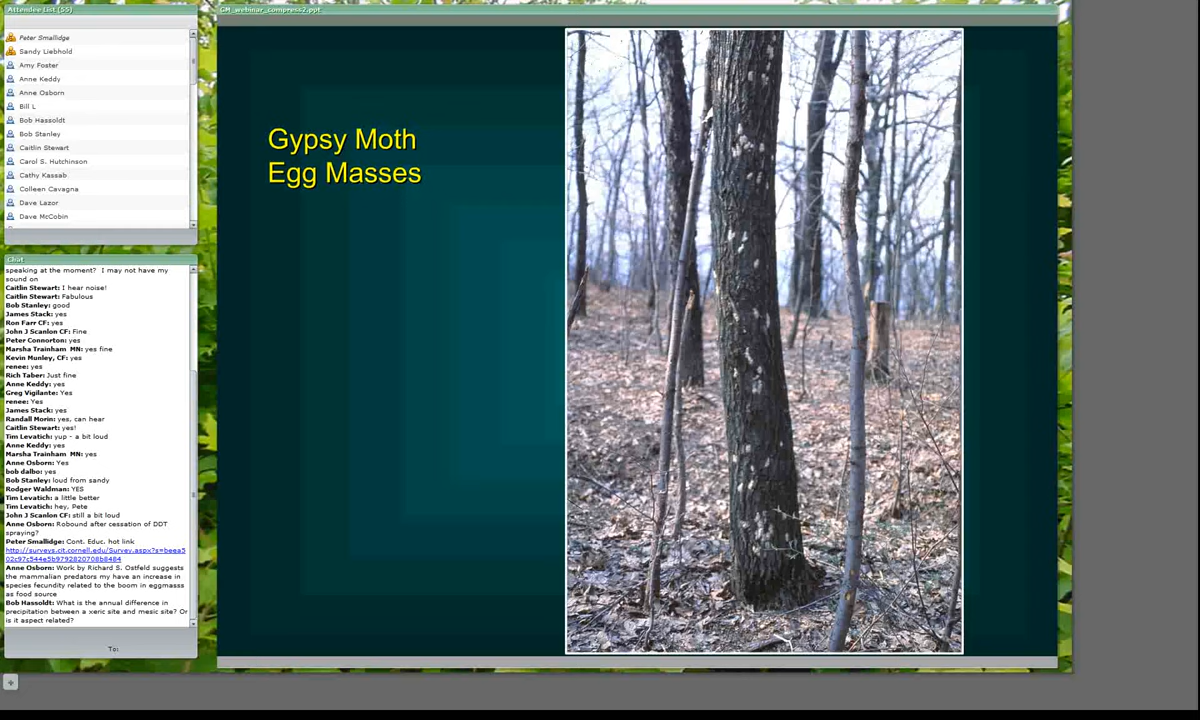 Attendee List (55)
Peter Smallidge
Sandy Liebhold
Amy Foster
Anne Keddy
Anne Osborn
Bill L
Bob Hassoldt
Bob Stanley
Caitlin Stewart
Carol S. Hutchinson
Cathy Kassab
Colleen Cavagna
Dave Lazor
Dave McCobin
Chat
speaking at the moment? I may not have my
sound on
Caitlin Stewart: I hear noise!
Caitlin Stewart: Fabulous
Bob Stanley: good
James Stack: yes
Ron Farr CF: yes
John J Scanlon CF: Fine
Peter Connorton: yes
Marsha Trainham MN: yes fine
Kevin Munley, CF: yes
renee: yes
Rich Taber: Just fine
Anne Keddy: yes
Greg Vigilante: Yes
renee: Yes
James Stack: yes
Randall Morin: yes, can hear
Caitlin Stewart: yes!
Tim Levatich: yup - a bit loud
Anne Keddy: yes
Marsha Trainham MN: yes
Anne Osborn: Yes
bob dalbo: yes
Bob Stanley: loud from sandy
Rodger Waldman: YES
Tim Levatich: a little better
Tim Levatich: hey, Pete
John J Scanlon CF: still a bit loud
Anne Osborn: Robound after cessation of DDT
spraying?
Peter Smallidge: Cont. Educ. hot link
http://surveys.cit.cornell.edu/Survey.aspx?s=beea5
02c97c544e5b9792820708b8484
Anne Osborn: Work by Richard S. Ostfeld suggests
the mammalian predators my have an increase in
species fecundity related to the boom in eggmasss
as food source
Bob Hassoldt: What is the annual difference in
precipitation between a xeric site and mesic site? Or
is it aspect related?
To:
GM_webinar_compress2.ppt
Gypsy Moth
Egg Masses